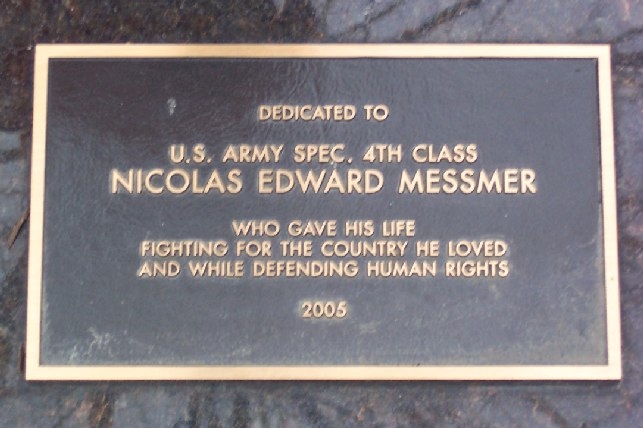 DEDICATED TO
U.S. ARMY SPEC. 4TH CLASS
NICOLAS EDWARD MESSMER
WHO GAVE HIS LIFE
FIGHTING FOR THE COUNTRY HE LOVED
AND WHILE DEFENDING HUMAN RIGHTS
2005